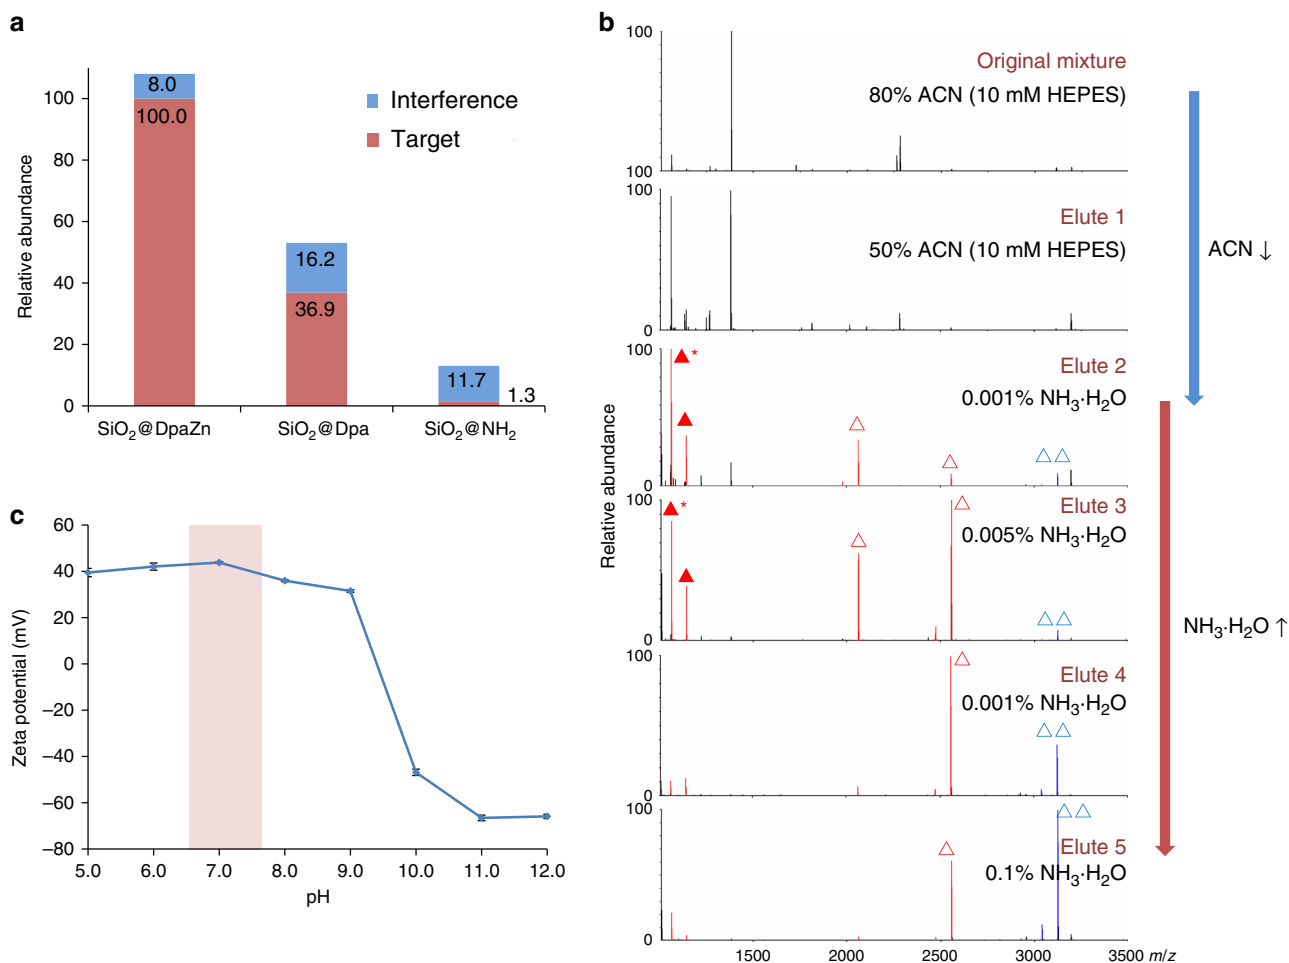 a
Relative abundance
100
80
60
40
20
0
8.0
100.0
16.2
36.9
11.7
1.3
Interference
Target
SiO₂@DpaZn
SiO₂@Dpa
SiO₂@NH₂
b
Relative abundance
100
Original mixture
80% ACN (10 mM HEPES)
100
100
Elute 1
50% ACN (10 mM HEPES)
0
100
*
Elute 2
0.001% NH₃·H₂O
0
100
*
Elute 3
0.005% NH₃·H₂O
0
100
Elute 4
0.001% NH₃·H₂O
0
100
Elute 5
0.1% NH₃·H₂O
0
1500
2000
2500
3000
3500 m/z
ACN ↓
NH₃·H₂O ↑
c
Zeta potential (mV)
60
40
20
0
–20
–40
–60
–80
5.0
6.0
7.0
8.0
9.0
10.0
11.0
12.0
pH